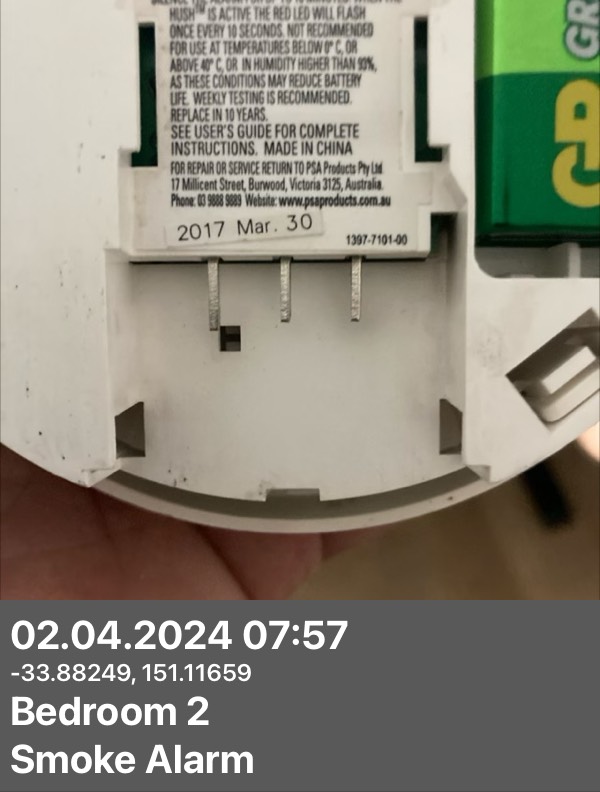 HUSH™ IS ACTIVE THE RED LED WILL FLASH
ONCE EVERY 10 SECONDS. NOT RECOMMENDED
FOR USE AT TEMPERATURES BELOW 0° C, OR
ABOVE 40° C, OR IN HUMIDITY HIGHER THAN 93%,
AS THESE CONDITIONS MAY REDUCE BATTERY
LIFE. WEEKLY TESTING IS RECOMMENDED.
REPLACE IN 10 YEARS.
SEE USER'S GUIDE FOR COMPLETE
INSTRUCTIONS. MADE IN CHINA
FOR REPAIR OR SERVICE RETURN TO PSA Products Pty Ltd
17 Millicent Street, Burwood, Victoria 3125, Australia.
Phone: 03 9888 9889 Website: www.psaproducts.com.au
2017 Mar. 30
1397-7101-00
GR
GP
02.04.2024 07:57
-33.88249, 151.11659
Bedroom 2
Smoke Alarm